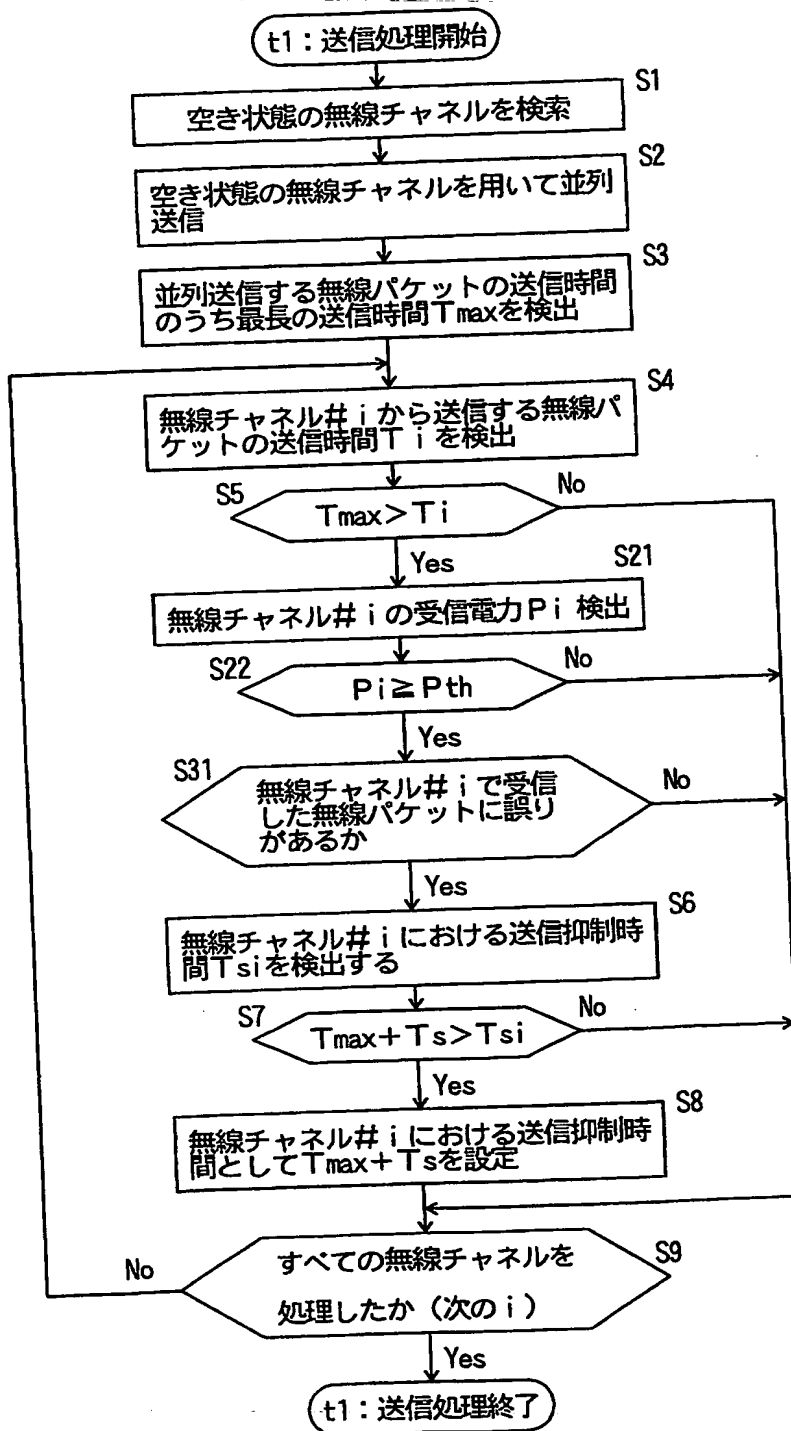 t1：送信処理開始
S1
空き状態の無線チャネルを検索
S2
空き状態の無線チャネルを用いて並列
送信
S3
並列送信する無線パケットの送信時間
のうち最長の送信時間Tmaxを検出
S4
無線チャネル＃iから送信する無線パ
ケットの送信時間Tiを検出
S5
Tmax＞Ti
No
Yes
S21
無線チャネル＃iの受信電力Pi検出
S22
Pi≧Pth
No
Yes
S31
無線チャネル＃iで受信
した無線パケットに誤り
があるか
No
Yes
S6
無線チャネル＃iにおける送信抑制時
間Tsiを検出する
S7
Tmax＋Ts＞Tsi
No
Yes
S8
無線チャネル＃iにおける送信抑制時
間としてTmax＋Tsを設定
S9
すべての無線チャネルを
処理したか（次のi）
No
Yes
t1：送信処理終了